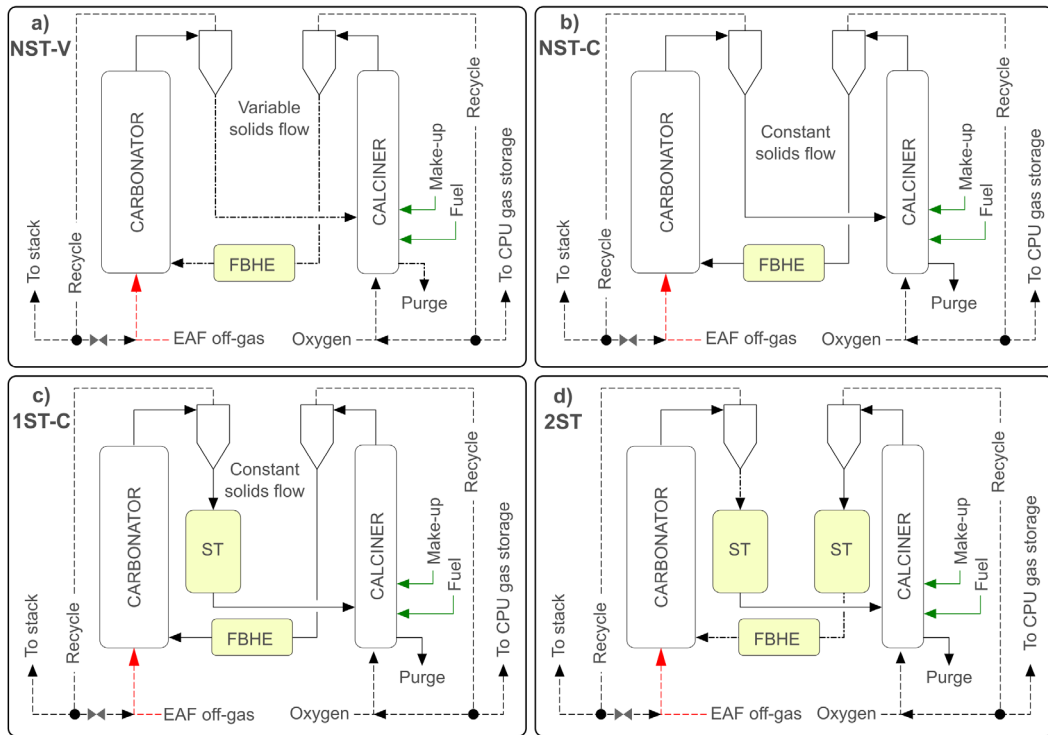 a)
NST-V
Variable
solids flow
CARBONATOR
CALCINER
FBHE
Make-up
Fuel
Purge
To stack
Recycle
EAF off-gas
Oxygen
Recycle
To CPU gas storage
b)
NST-C
Constant
solids flow
CARBONATOR
CALCINER
FBHE
Make-up
Fuel
Purge
To stack
Recycle
EAF off-gas
Oxygen
Recycle
To CPU gas storage
c)
1ST-C
Constant
solids flow
CARBONATOR
ST
CALCINER
FBHE
Make-up
Fuel
Purge
To stack
Recycle
EAF off-gas
Oxygen
Recycle
To CPU gas storage
d)
2ST
CARBONATOR
ST
ST
CALCINER
FBHE
Make-up
Fuel
Purge
To stack
Recycle
EAF off-gas
Oxygen
Recycle
To CPU gas storage